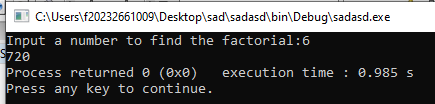 C:\Users\f20232661009\Desktop\sad\sadasd\bin\Debug\sadasd.exe
Input a number to find the factorial:6
720
Process returned 0 (0x0)   execution time : 0.985 s
Press any key to continue.